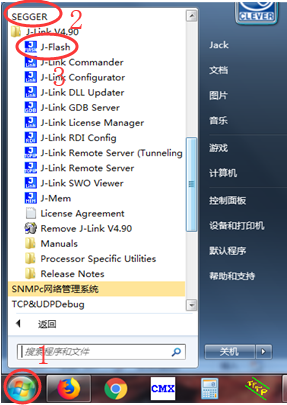 SEGGER
2
J-Link V4.90
J-Flash
3
J-Link Commander
J-Link Configurator
J-Link DLL Updater
J-Link GDB Server
J-Link License Manager
J-Link RDI Config
J-Link Remote Server (Tunneling
J-Link Remote Server
J-Link SWO Viewer
J-Mem
License Agreement
Remove J-Link V4.90
Manuals
Processor Specific Utilities
Release Notes
SNMPc网络管理系统
TCP&UDPDebug
返回
1
搜索程序和文件
CLEVER
Jack
文档
图片
音乐
游戏
计算机
控制面板
设备和打印机
默认程序
帮助和支持
关机
CMX